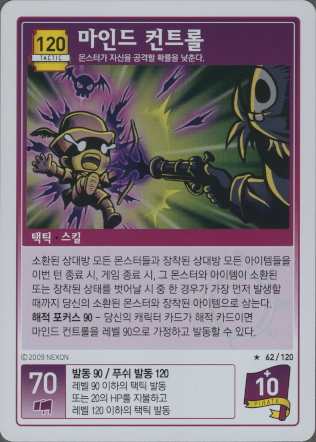 120
TACTIC
마인드 컨트롤
몬스터가 자신을 공격할 확률을 낮춘다.
택틱 · 스킬
소환된 상대방 모든 몬스터들과 장착된 상대방 모든 아이템들을
이번 턴 종료 시, 게임 종료 시, 그 몬스터와 아이템이 소환된
또는 장착된 상태를 벗어날 시 중 한 경우가 가장 먼저 발생할
때까지 당신의 소환된 몬스터와 장착된 아이템으로 삼는다.
해적 포커스 90 – 당신의 캐릭터 카드가 해적 카드이면
마인드 컨트롤을 레벨 90으로 가정하고 발동할 수 있다.
©2009 NEXON
★ 62/120
70
발동 90 / 푸쉬 발동 120
레벨 90 이하의 택틱 발동
또는 20의 HP를 지불하고
레벨 120 이하의 택틱 발동
+
10
PIRATE